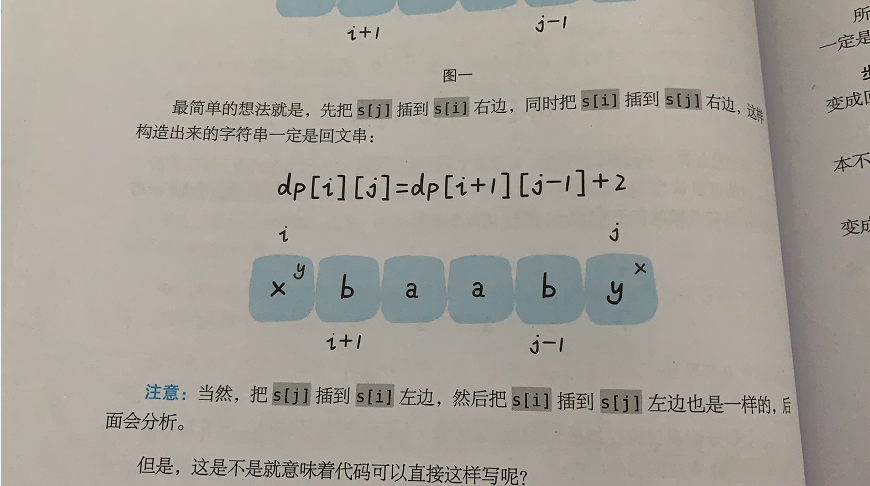 i+1 j-1
图一
最简单的想法就是，先把 s[j] 插到 s[i] 右边，同时把 s[i] 插到 s[j] 右边，这样
构造出来的字符串一定是回文串：
dp[i][j]=dp[i+1][j-1]+2
i j
x y b a a b y x
i+1 j-1
注意：当然，把 s[j] 插到 s[i] 左边，然后把 s[i] 插到 s[j] 左边也是一样的，后
面会分析。
但是，这是不是就意味着代码可以直接这样写呢？
所
一定是
步
变成回
本不
变成